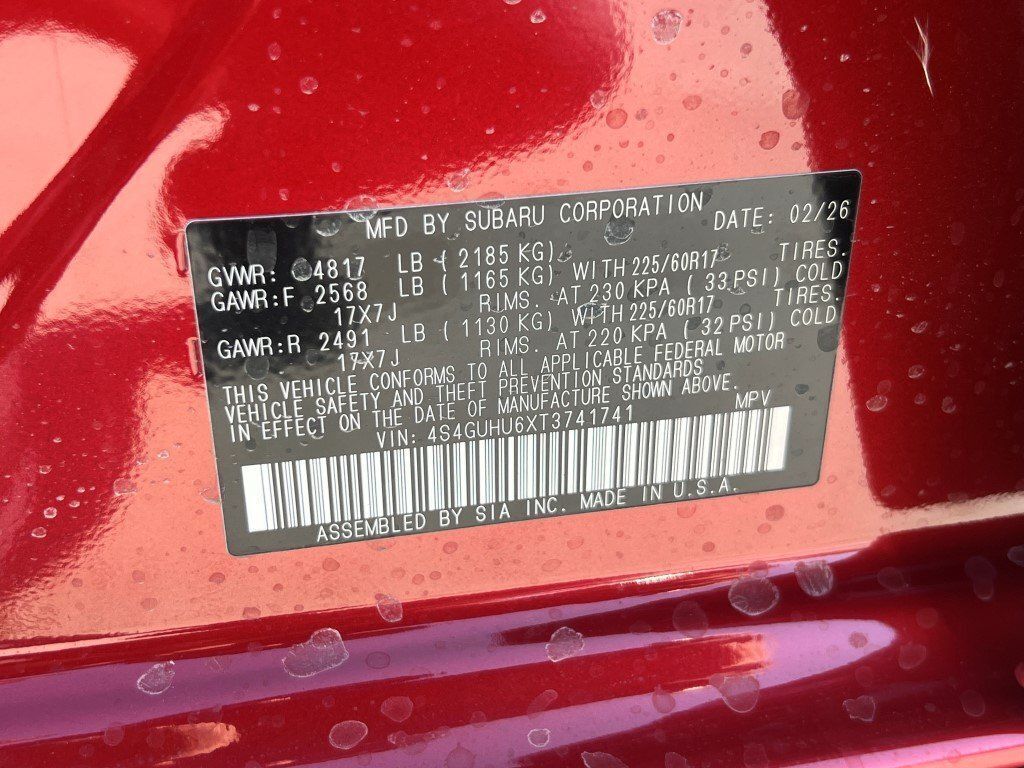 MFD BY SUBARU CORPORATION DATE: 02/26
GVWR: 4817 LB (2185 KG)
GAWR:F 2568 LB (1165 KG) WITH 225/60R17 TIRES.
17X7J RIMS. AT 230 KPA (33 PSI) COLD
GAWR:R 2491 LB (1130 KG) WITH 225/60R17 TIRES.
17X7J RIMS. AT 220 KPA (32 PSI) COLD
THIS VEHICLE CONFORMS TO ALL APPLICABLE FEDERAL MOTOR
VEHICLE SAFETY AND THEFT PREVENTION STANDARDS
IN EFFECT ON THE DATE OF MANUFACTURE SHOWN ABOVE.
VIN: 4S4GUHU6XT3741741 MPV
ASSEMBLED BY SIA INC. MADE IN U.S.A.